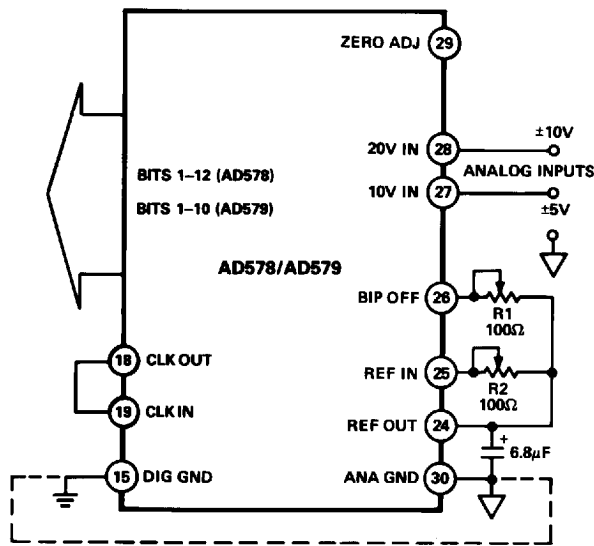 ZERO ADJ 29
±10V
20V IN 28
ANALOG INPUTS
10V IN 27
±5V
BITS 1–12 (AD578)
BITS 1–10 (AD579)
AD578/AD579
BIP OFF 26
R1
100Ω
18 CLK OUT
REF IN 25
R2
100Ω
19 CLK IN
REF OUT 24
+
6.8μF
15 DIG GND
ANA GND 30